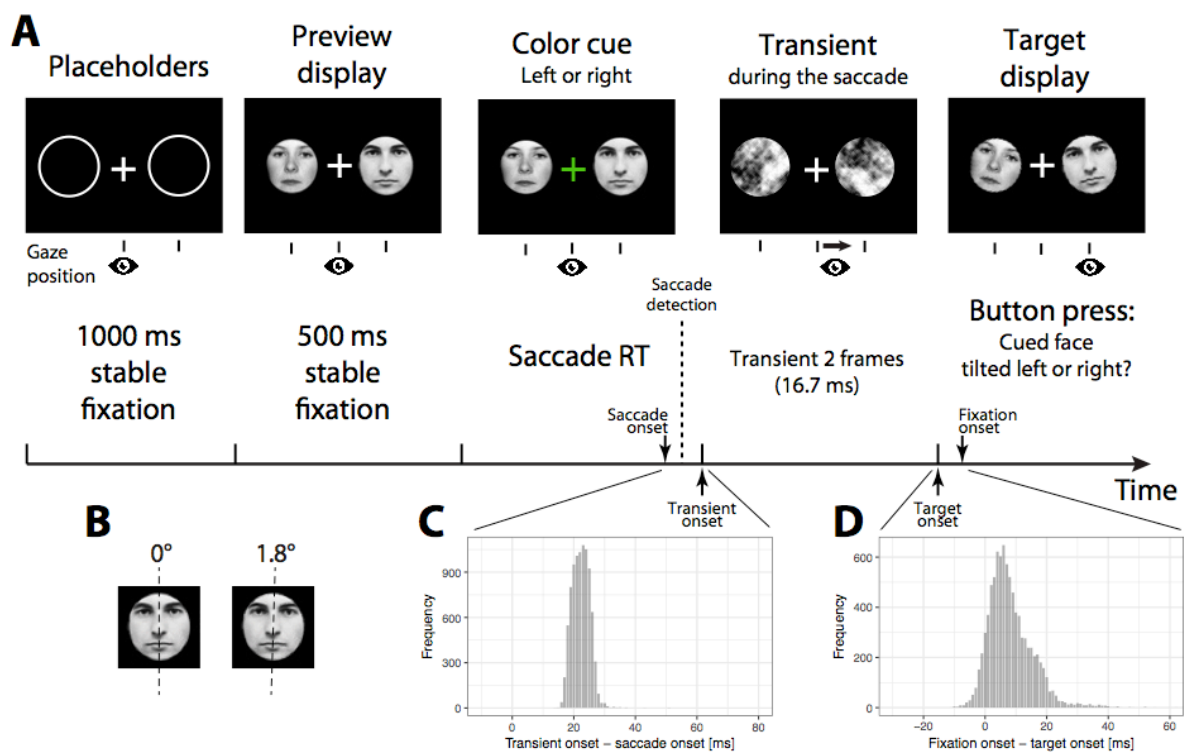 A
Placeholders
Preview
display
Color cue
Left or right
Transient
during the saccade
Target
display
Gaze
position
Saccade
detection
1000 ms
stable
fixation
500 ms
stable
fixation
Saccade RT
Transient 2 frames
(16.7 ms)
Button press:
Cued face
tilted left or right?
Saccade
onset
Fixation
onset
Time
Transient
onset
Target
onset
B
0°
1.8°
C
Frequency
900
600
300
0
0 20 40 60 80
Transient onset – saccade onset [ms]
D
Frequency
600
400
200
0
−20 0 20 40 60
Fixation onset – target onset [ms]